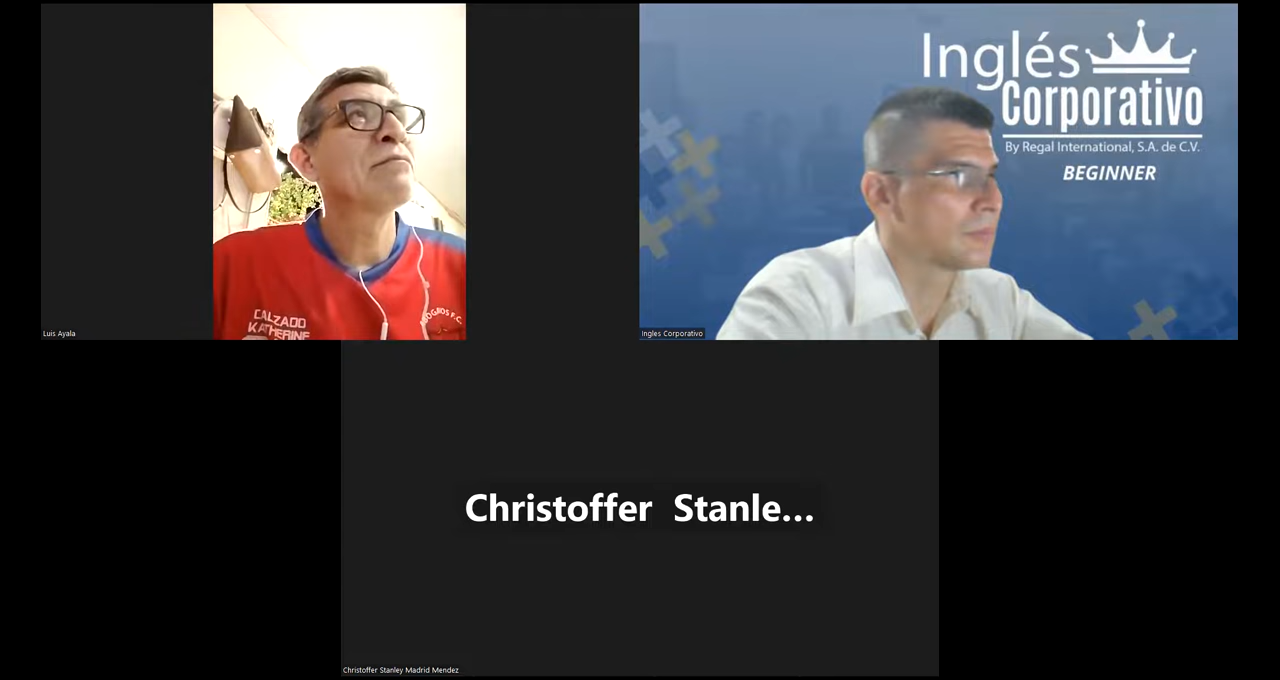 CALZADO
KATHERINE
Luis Ayala
Inglés
Corporativo
By Regal International, S.A. de C.V.
BEGINNER
Ingles Corporativo
Christoffer Stanle...
Christoffer Stanley Madrid Mendez